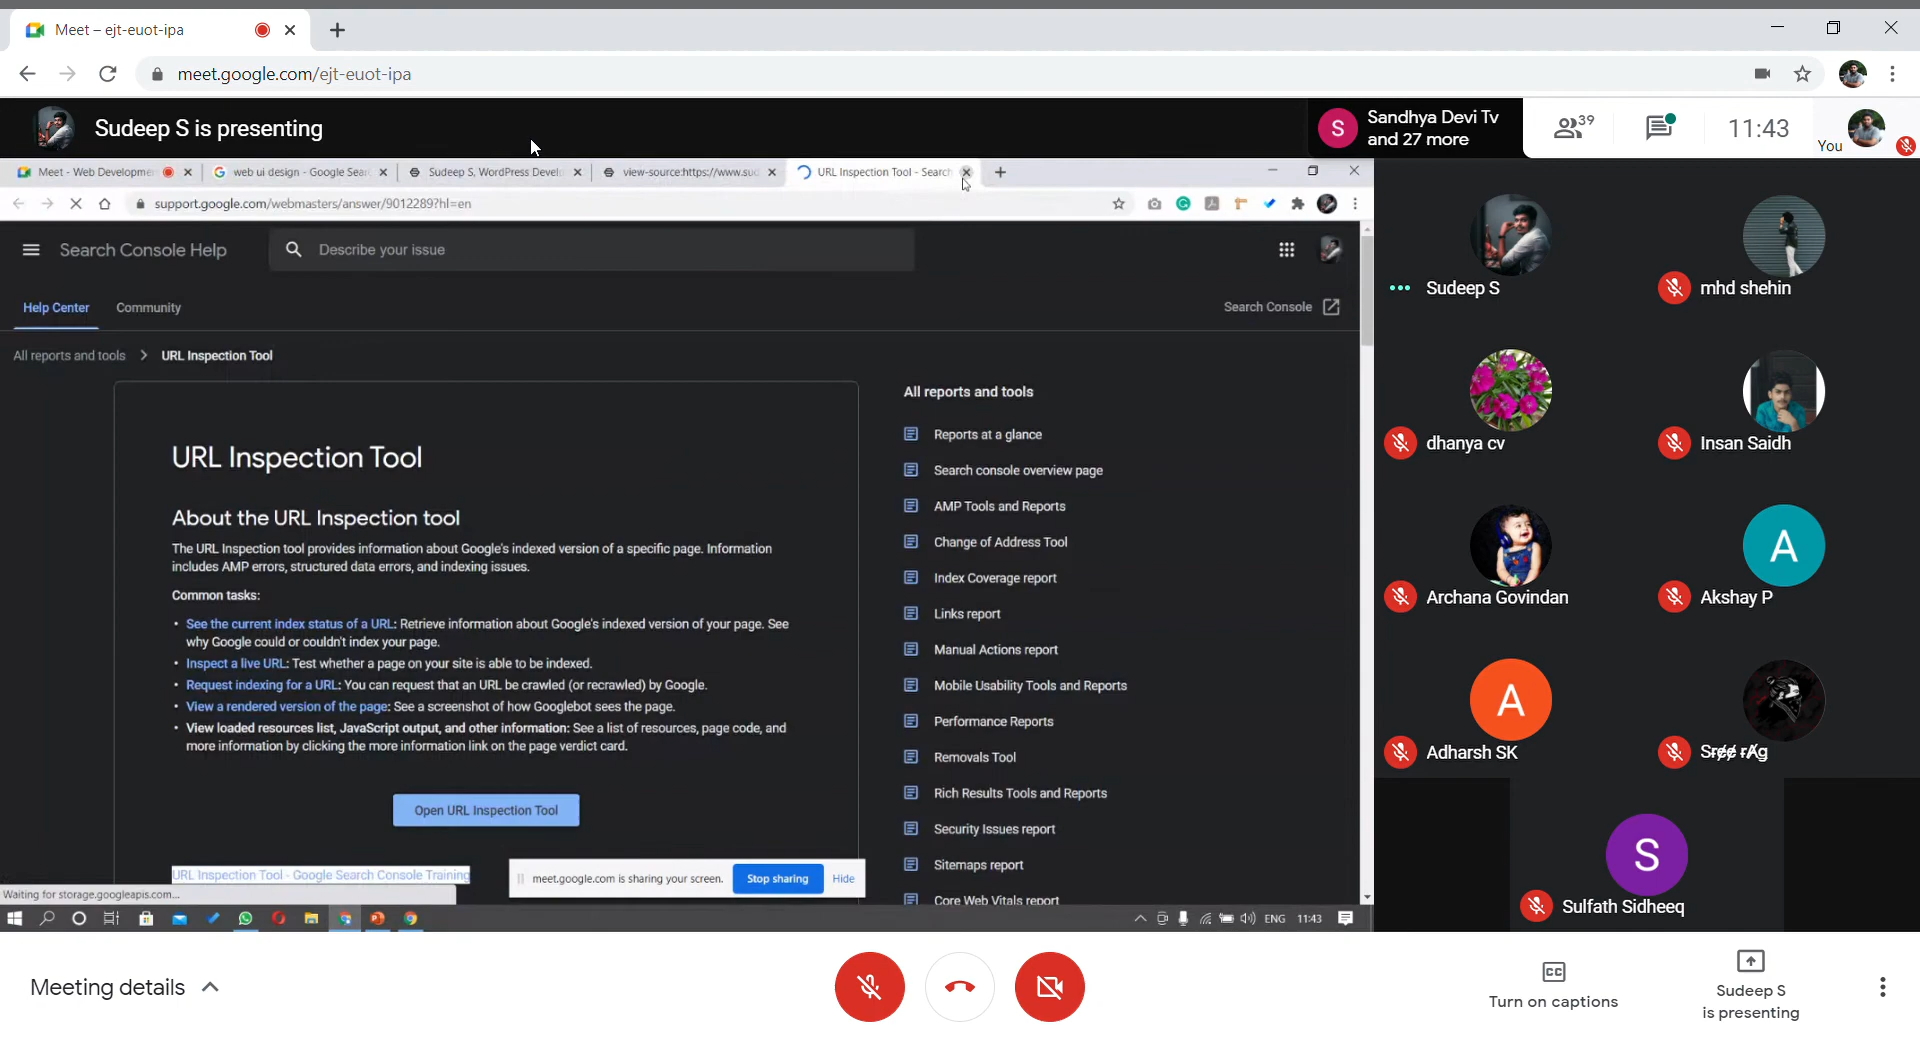 Meet – ejt-euot-ipa
meet.google.com/ejt-euot-ipa
Sudeep S is presenting
S
Sandhya Devi Tv
and 27 more
39
11:43
You
Meet - Web Developme
web ui design - Google Sea
Sudeep S, WordPress Devel
view-source:https://www.sud
URL Inspection Tool - Search
support.google.com/webmasters/answer/9012289?hl=en
Search Console Help
Describe your issue
Help Center
Community
Search Console
All reports and tools
URL Inspection Tool
URL Inspection Tool
About the URL Inspection tool
The URL Inspection tool provides information about Google's indexed version of a specific page. Information
includes AMP errors, structured data errors, and indexing issues.
Common tasks:
• See the current index status of a URL: Retrieve information about Google's indexed version of your page. See
why Google could or couldn't index your page.
• Inspect a live URL: Test whether a page on your site is able to be indexed.
• Request indexing for a URL: You can request that an URL be crawled (or recrawled) by Google.
• View a rendered version of the page: See a screenshot of how Googlebot sees the page.
• View loaded resources list, JavaScript output, and other information: See a list of resources, page code, and
more information by clicking the more information link on the page verdict card.
Open URL Inspection Tool
URL Inspection Tool - Google Search Console Training
All reports and tools
Reports at a glance
Search console overview page
AMP Tools and Reports
Change of Address Tool
Index Coverage report
Links report
Manual Actions report
Mobile Usability Tools and Reports
Performance Reports
Removals Tool
Rich Results Tools and Reports
Security Issues report
Sitemaps report
Core Web Vitals report
meet.google.com is sharing your screen.
Stop sharing
Hide
Waiting for storage.googleapis.com...
ENG
11:43
Sudeep S
mhd shehin
dhanya cv
Insan Saidh
Archana Govindan
A
Akshay P
A
Adharsh SK
S
Sulfath Sidheeq
Meeting details
CC
Turn on captions
Sudeep S
is presenting